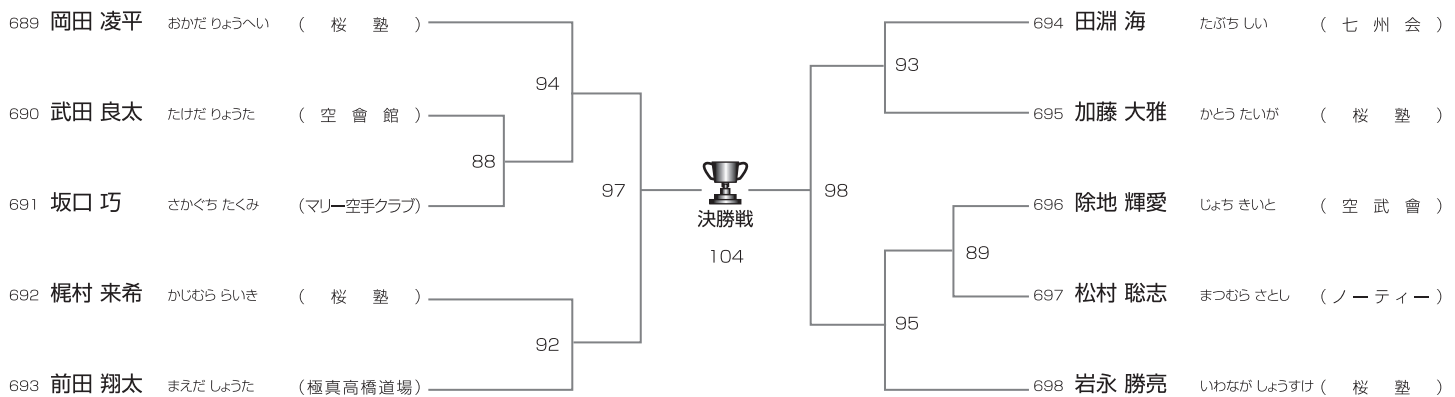 689 岡田 凌平 おかだ りょうへい ( 桜 塾 )
94
690 武田 良太 たけだ りょうた ( 空 會 館 )
88
691 坂口 巧 さかぐち たくみ (マリー空手クラブ)
97
692 梶村 来希 かじむら らいき ( 桜 塾 )
92
693 前田 翔太 まえだ しょうた (極真高橋道場)
決勝戦
104
694 田淵 海 たぶち しい ( 七 州 会 )
93
695 加藤 大雅 かとう たいが ( 桜 塾 )
98
696 除地 輝愛 じょち きいと ( 空 武 會 )
89
697 松村 聡志 まつむら さとし (ノーティー)
95
698 岩永 勝亮 いわなが しょうすけ ( 桜 塾 )